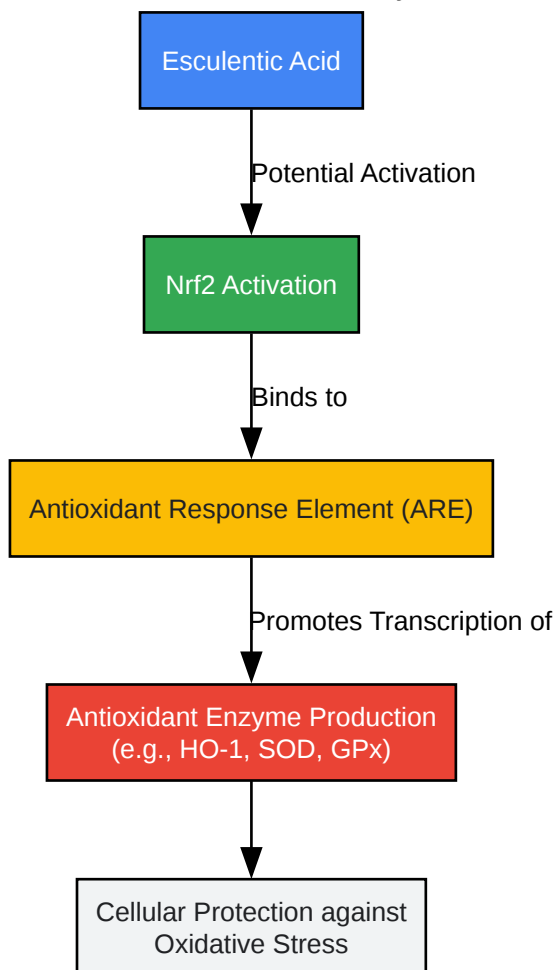 Esculentic Acid
Potential Activation
Nrf2 Activation
Binds to
Antioxidant Response Element (ARE)
Promotes Transcription of
Antioxidant Enzyme Production
(e.g., HO-1, SOD, GPx)
Cellular Protection against
Oxidative Stress